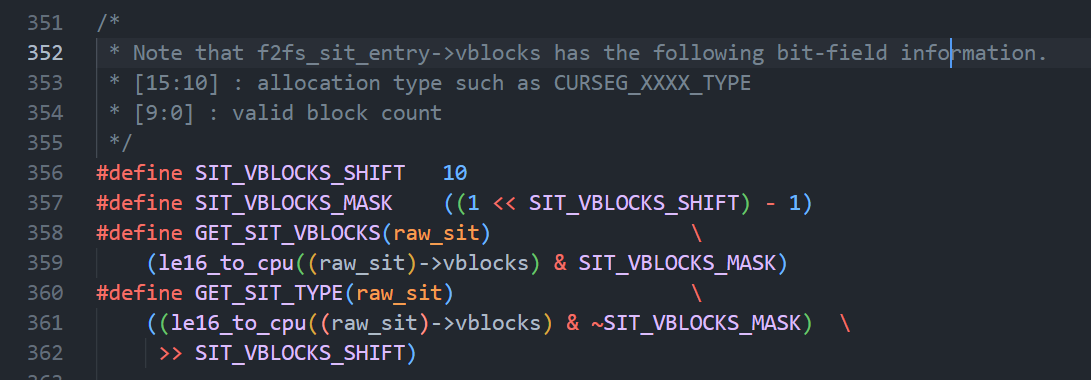 351 /*
352  * Note that f2fs_sit_entry->vblocks has the following bit-field information.
353  * [15:10] : allocation type such as CURSEG_XXXX_TYPE
354  * [9:0] : valid block count
355  */
356 #define SIT_VBLOCKS_SHIFT   10
357 #define SIT_VBLOCKS_MASK    ((1 << SIT_VBLOCKS_SHIFT) - 1)
358 #define GET_SIT_VBLOCKS(raw_sit)                \
359     (le16_to_cpu((raw_sit)->vblocks) & SIT_VBLOCKS_MASK)
360 #define GET_SIT_TYPE(raw_sit)                   \
361     ((le16_to_cpu((raw_sit)->vblocks) & ~SIT_VBLOCKS_MASK)  \
362      >> SIT_VBLOCKS_SHIFT)